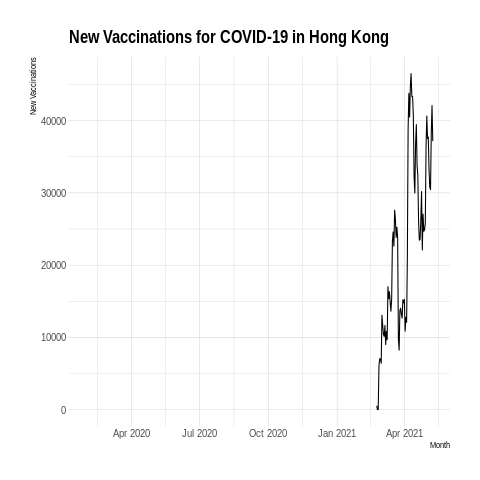 New Vaccinations for COVID-19 in Hong Kong
New Vaccinations
40000
30000
20000
10000
0
Apr 2020 Jul 2020 Oct 2020 Jan 2021 Apr 2021
Month